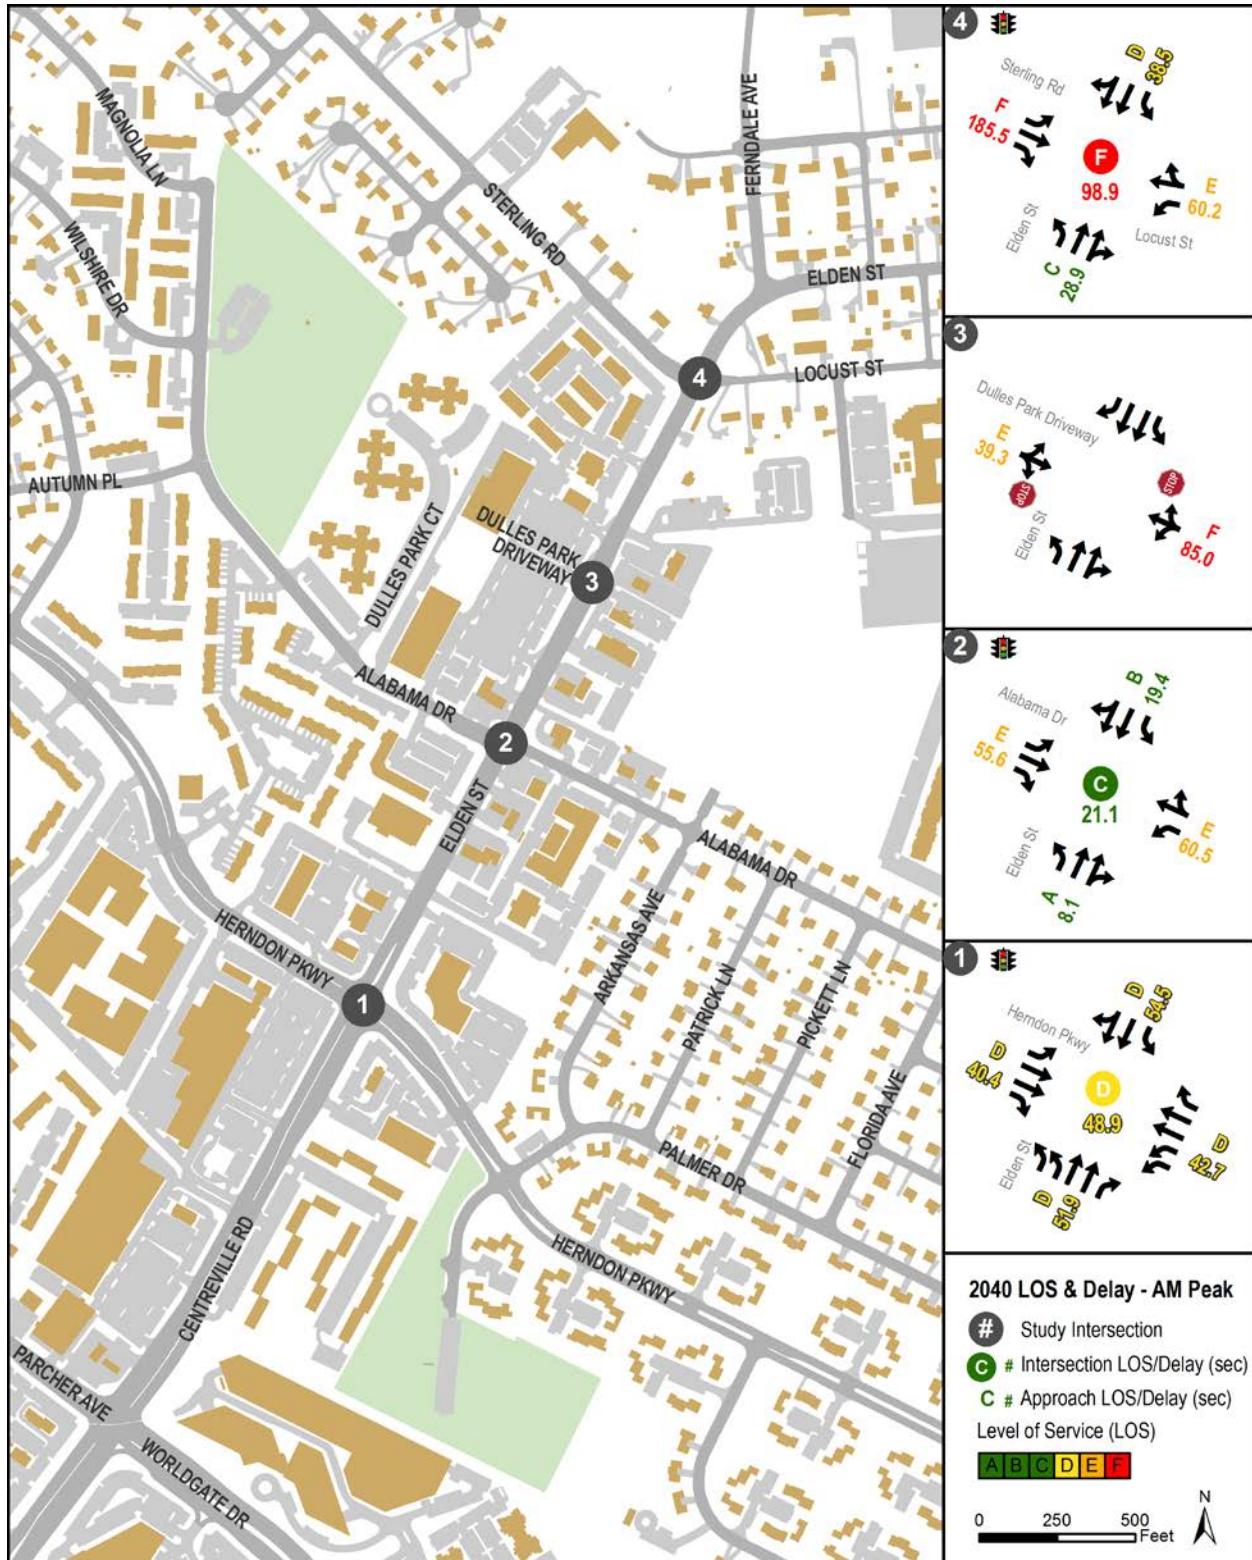 MAGNOLIA LN
WILSHIRE DR
AUTUMN PL
STERLING RD
FERNDALE AVE
ELDEN ST
LOCUST ST
4
DULLES PARK CT
DULLES PARK
DRIVEWAY
3
ALABAMA DR
2
ELDEN ST
ALABAMA DR
HERNDON PKWY
1
ARKANSAS AVE
PATRICK LN
PICKETT LN
FLORIDA AVE
PALMER DR
HERNDON PKWY
CENTREVILLE RD
PARCHER AVE
WORLDGATE DR
4
Sterling Rd
D
38.5
F
185.5
F
98.9
E
60.2
Elden St
Locust St
C
28.9
3
Dulles Park Driveway
E
39.3
STOP
STOP
Elden St
F
85.0
2
Alabama Dr
B
19.4
E
55.6
C
21.1
E
60.5
Elden St
A
8.1
1
Herndon Pkwy
D
54.5
D
40.4
D
48.9
D
42.7
Elden St
D
51.9
2040 LOS & Delay - AM Peak
# Study Intersection
C # Intersection LOS/Delay (sec)
C # Approach LOS/Delay (sec)
Level of Service (LOS)
A B C D E F
N
0 250 500
Feet